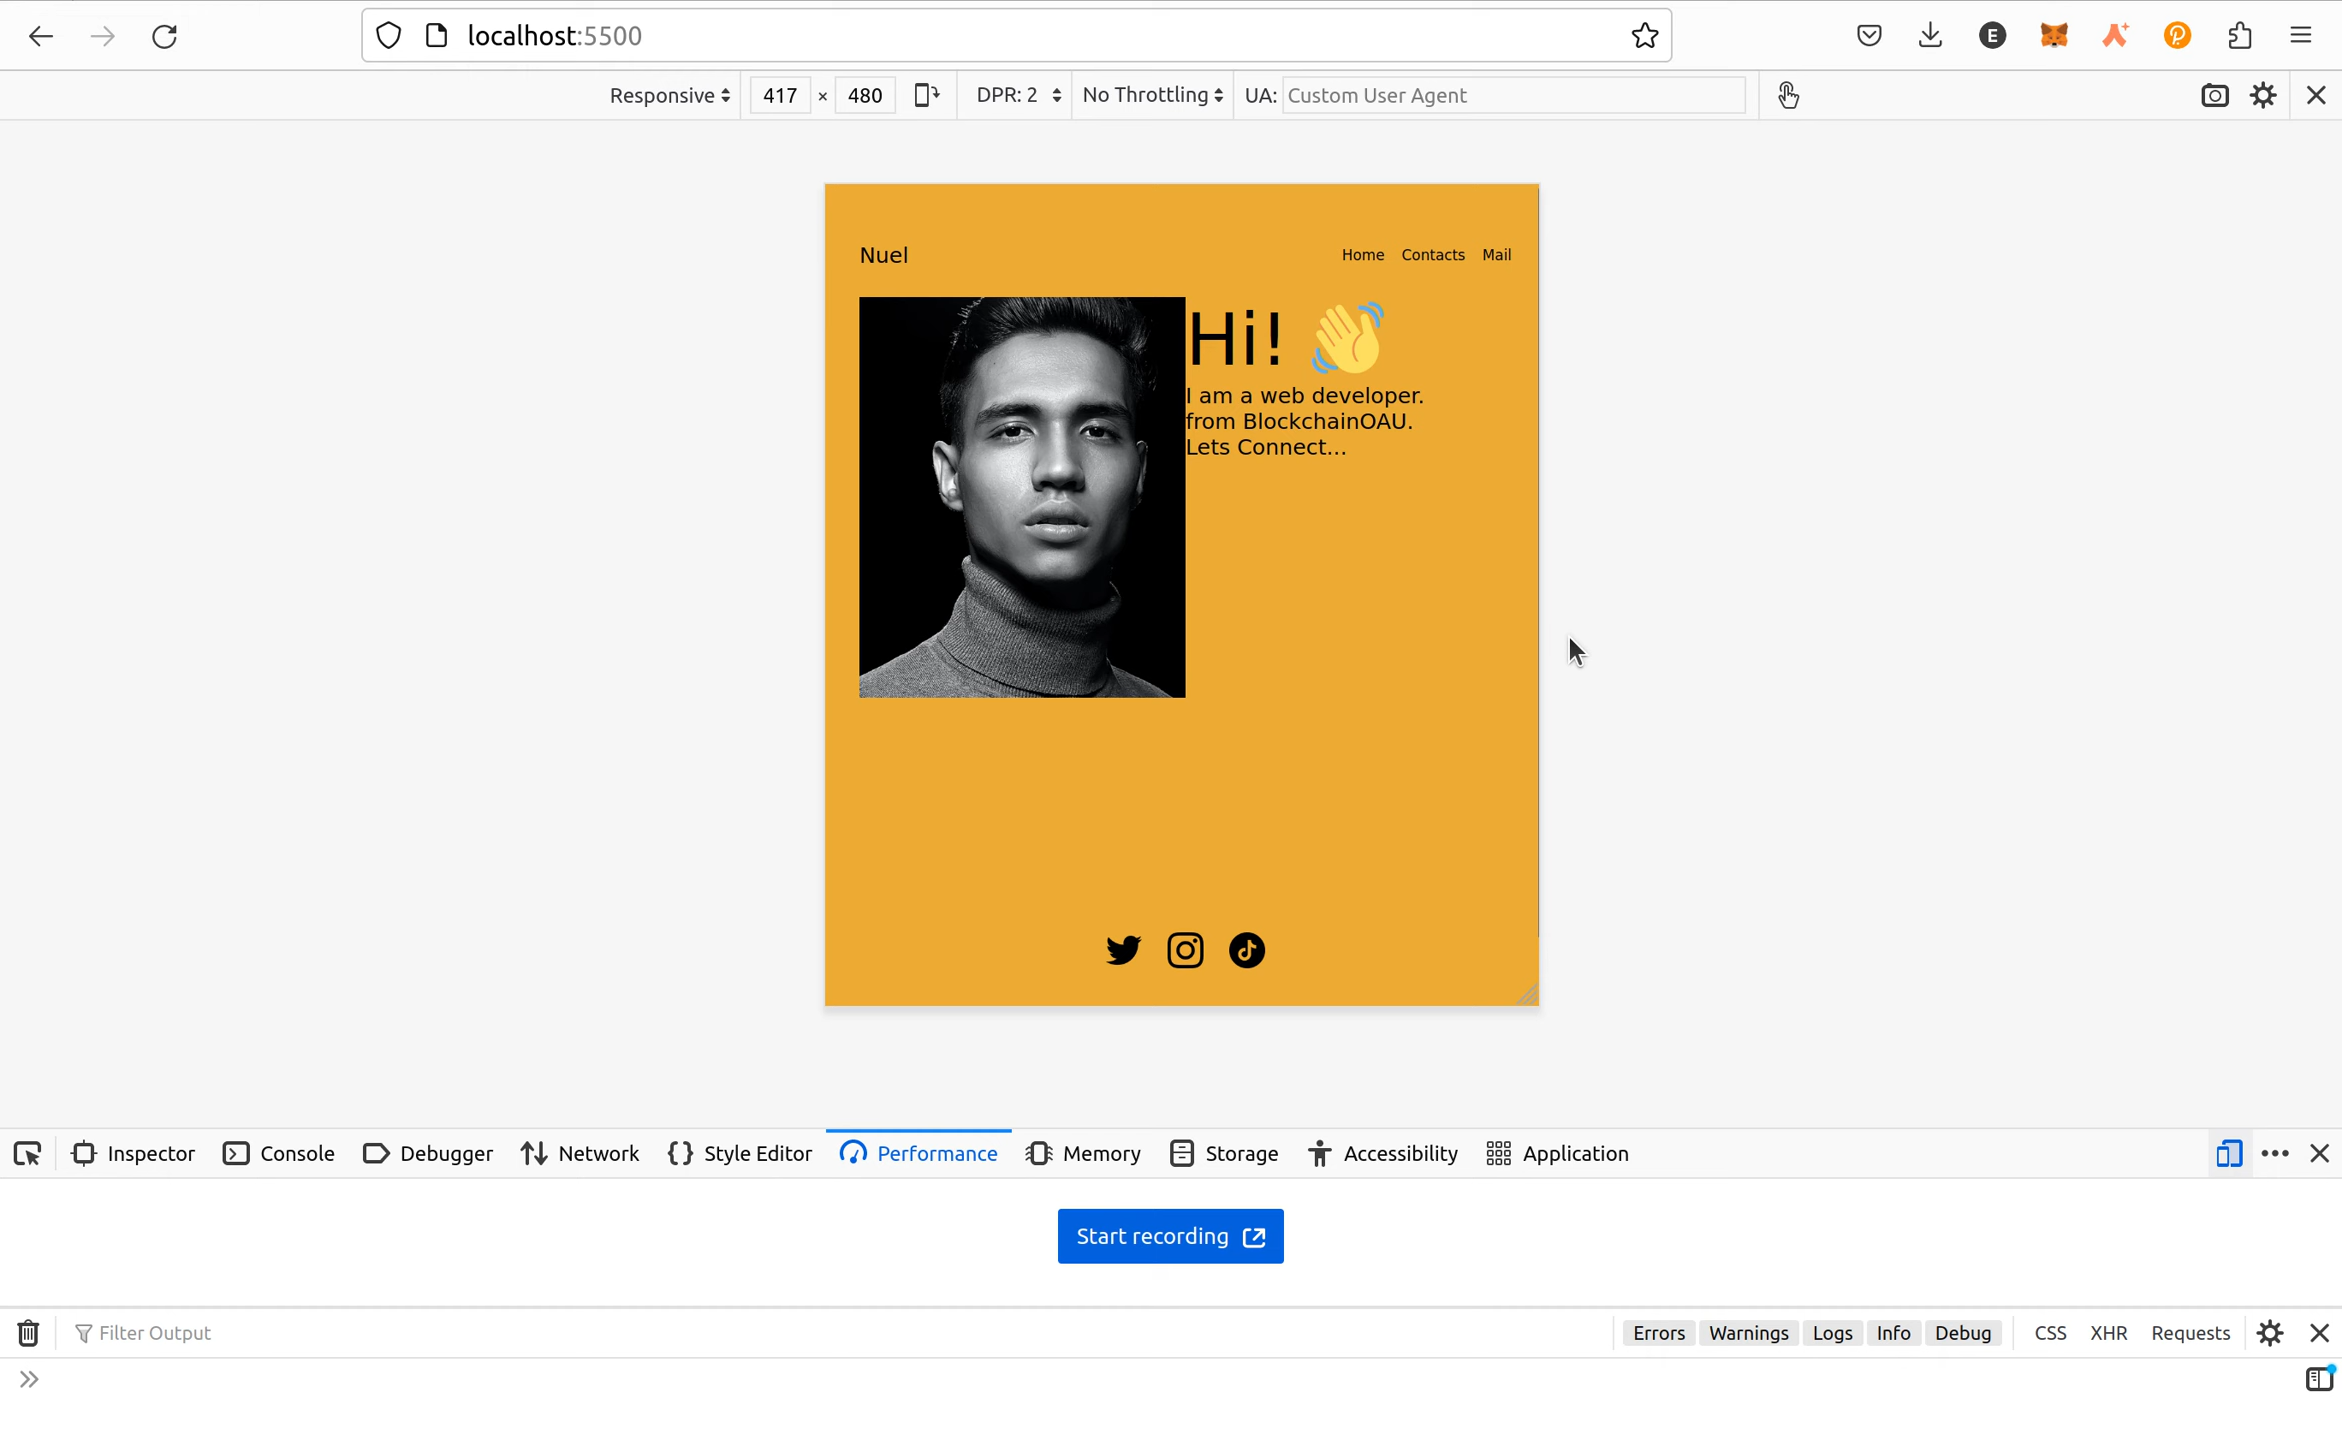 localhost:5500
Responsive 417 × 480 DPR: 2 No Throttling UA: Custom User Agent
Nuel Home Contacts Mail
Hi! 👋
I am a web developer.
from BlockchainOAU.
Lets Connect...
Inspector Console Debugger Network Style Editor Performance Memory Storage Accessibility Application
Start recording
Filter Output Errors Warnings Logs Info Debug CSS XHR Requests